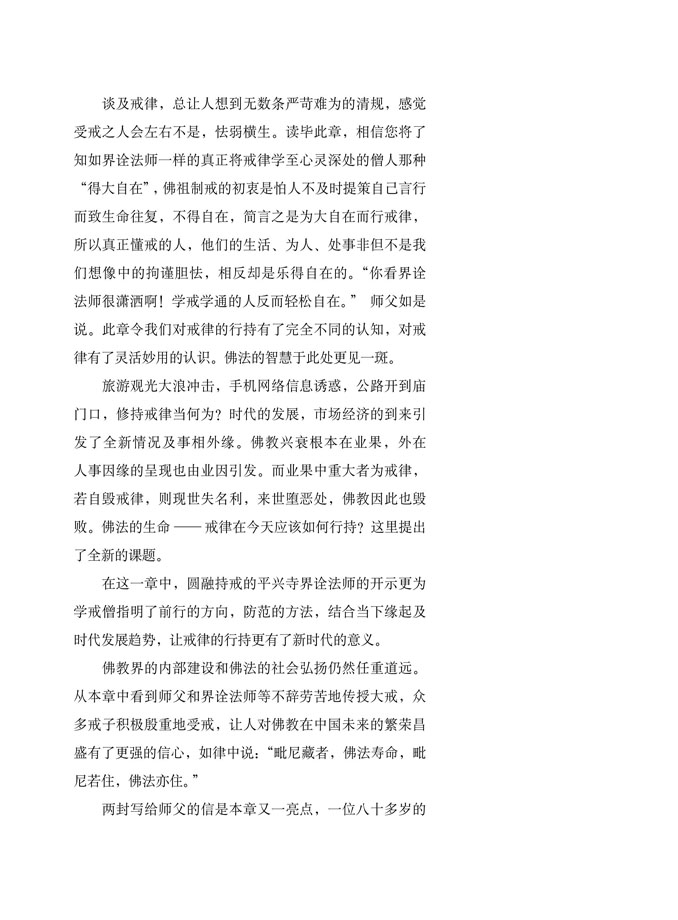 谈及戒律，总让人想到无数条严苛难为的清规，感觉
受戒之人会左右不是，怯弱横生。读毕此章，相信您将了
知如界诠法师一样的真正将戒律学至心灵深处的僧人那种
“得大自在”，佛祖制戒的初衷是怕人不及时提策自己言行
而致生命往复，不得自在，简言之是为大自在而行戒律，
所以真正懂戒的人，他们的生活、为人、处事非但不是我
们想像中的拘谨胆怯，相反却是乐得自在的。“你看界诠
法师很潇洒啊！学戒学通的人反而轻松自在。” 师父如是
说。此章令我们对戒律的行持有了完全不同的认知，对戒
律有了灵活妙用的认识。佛法的智慧于此处更见一斑。
旅游观光大浪冲击，手机网络信息诱惑，公路开到庙
门口，修持戒律当何为？时代的发展，市场经济的到来引
发了全新情况及事相外缘。佛教兴衰根本在业果，外在
人事因缘的呈现也由业因引发。而业果中重大者为戒律，
若自毁戒律，则现世失名利，来世堕恶处，佛教因此也毁
败。佛法的生命 —— 戒律在今天应该如何行持？这里提出
了全新的课题。
在这一章中，圆融持戒的平兴寺界诠法师的开示更为
学戒僧指明了前行的方向，防范的方法，结合当下缘起及
时代发展趋势，让戒律的行持更有了新时代的意义。
佛教界的内部建设和佛法的社会弘扬仍然任重道远。
从本章中看到师父和界诠法师等不辞劳苦地传授大戒，众
多戒子积极殷重地受戒，让人对佛教在中国未来的繁荣昌
盛有了更强的信心，如律中说：“毗尼藏者，佛法寿命，毗
尼若住，佛法亦住。”
两封写给师父的信是本章又一亮点，一位八十多岁的